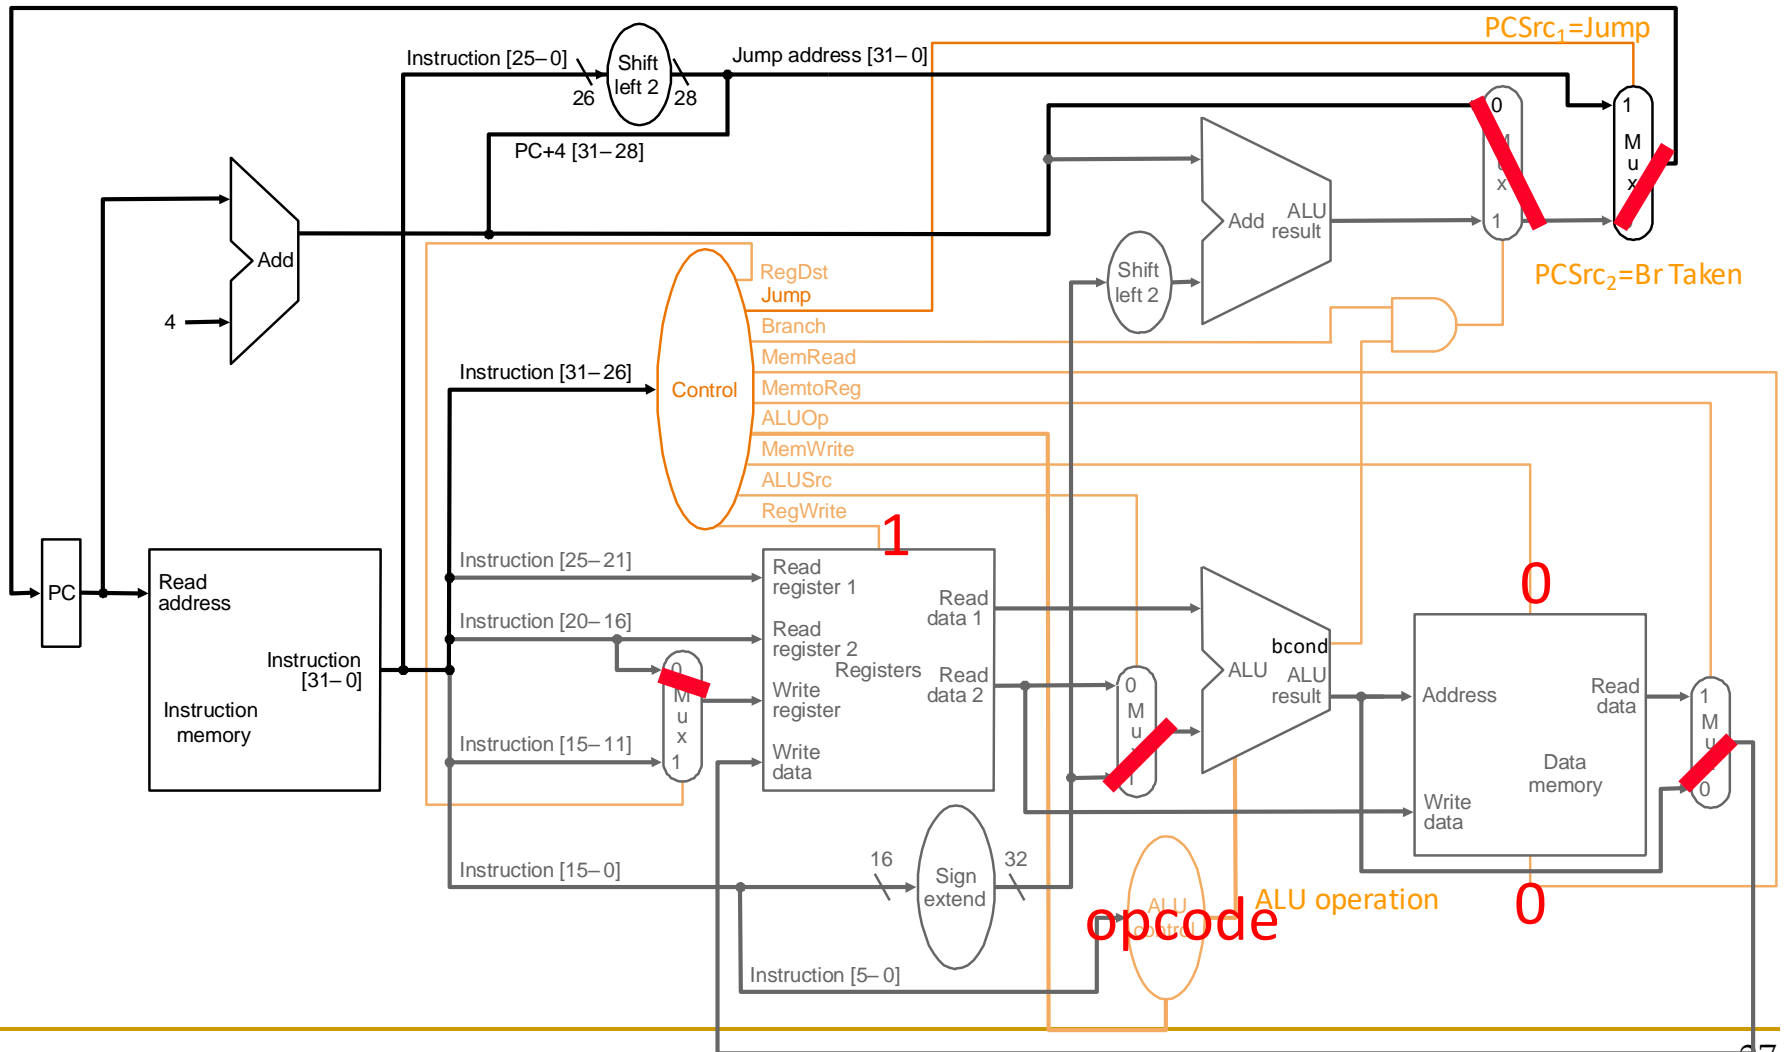 PCSrc1=Jump
Instruction [25–0]
Shift
left 2
Jump address [31–0]
26
28
PC+4 [31–28]
0
M
u
x
1
1
M
u
x
Add
4
Add
ALU
result
Shift
left 2
PCSrc2=Br Taken
RegDst
Jump
Branch
MemRead
MemtoReg
ALUOp
MemWrite
ALUSrc
RegWrite
Instruction [31–26]
Control
1
0
PC
Read
address
Instruction
[31–0]
Instruction
memory
Instruction [25–21]
Instruction [20–16]
Instruction [15–11]
Instruction [15–0]
0
M
u
x
1
Read
register 1
Read
register 2
Registers
Write
register
Write
data
Read
data 1
Read
data 2
0
M
u
ALU
bcond
ALU
result
Address
Read
data
Data
memory
Write
data
1
M
u
0
16
Sign
extend
32
ALU
control
opcode
ALU operation
0
Instruction [5–0]